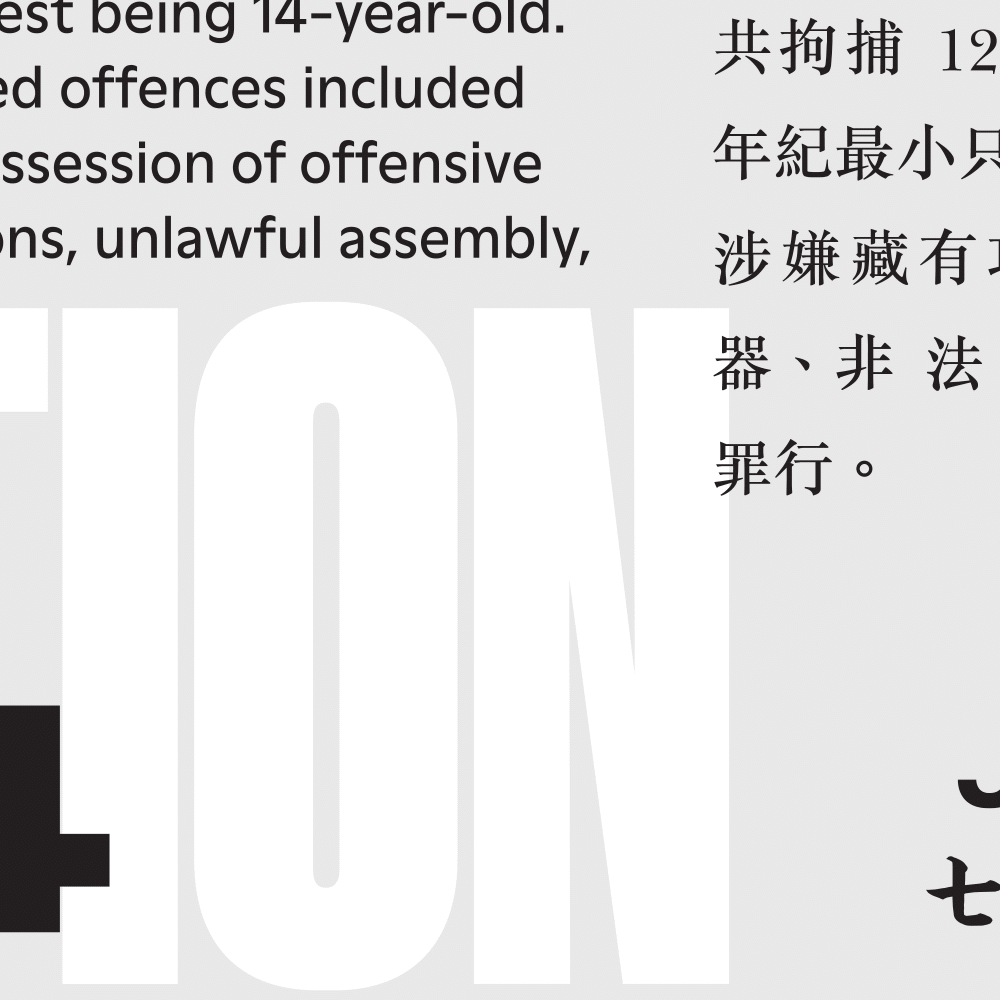 est being 14-year-old.
ed offences included
ssession of offensive
ons, unlawful assembly,
共拘捕 12
年紀最小只
涉嫌藏有
器、非 法
罪行。
TION
4
七